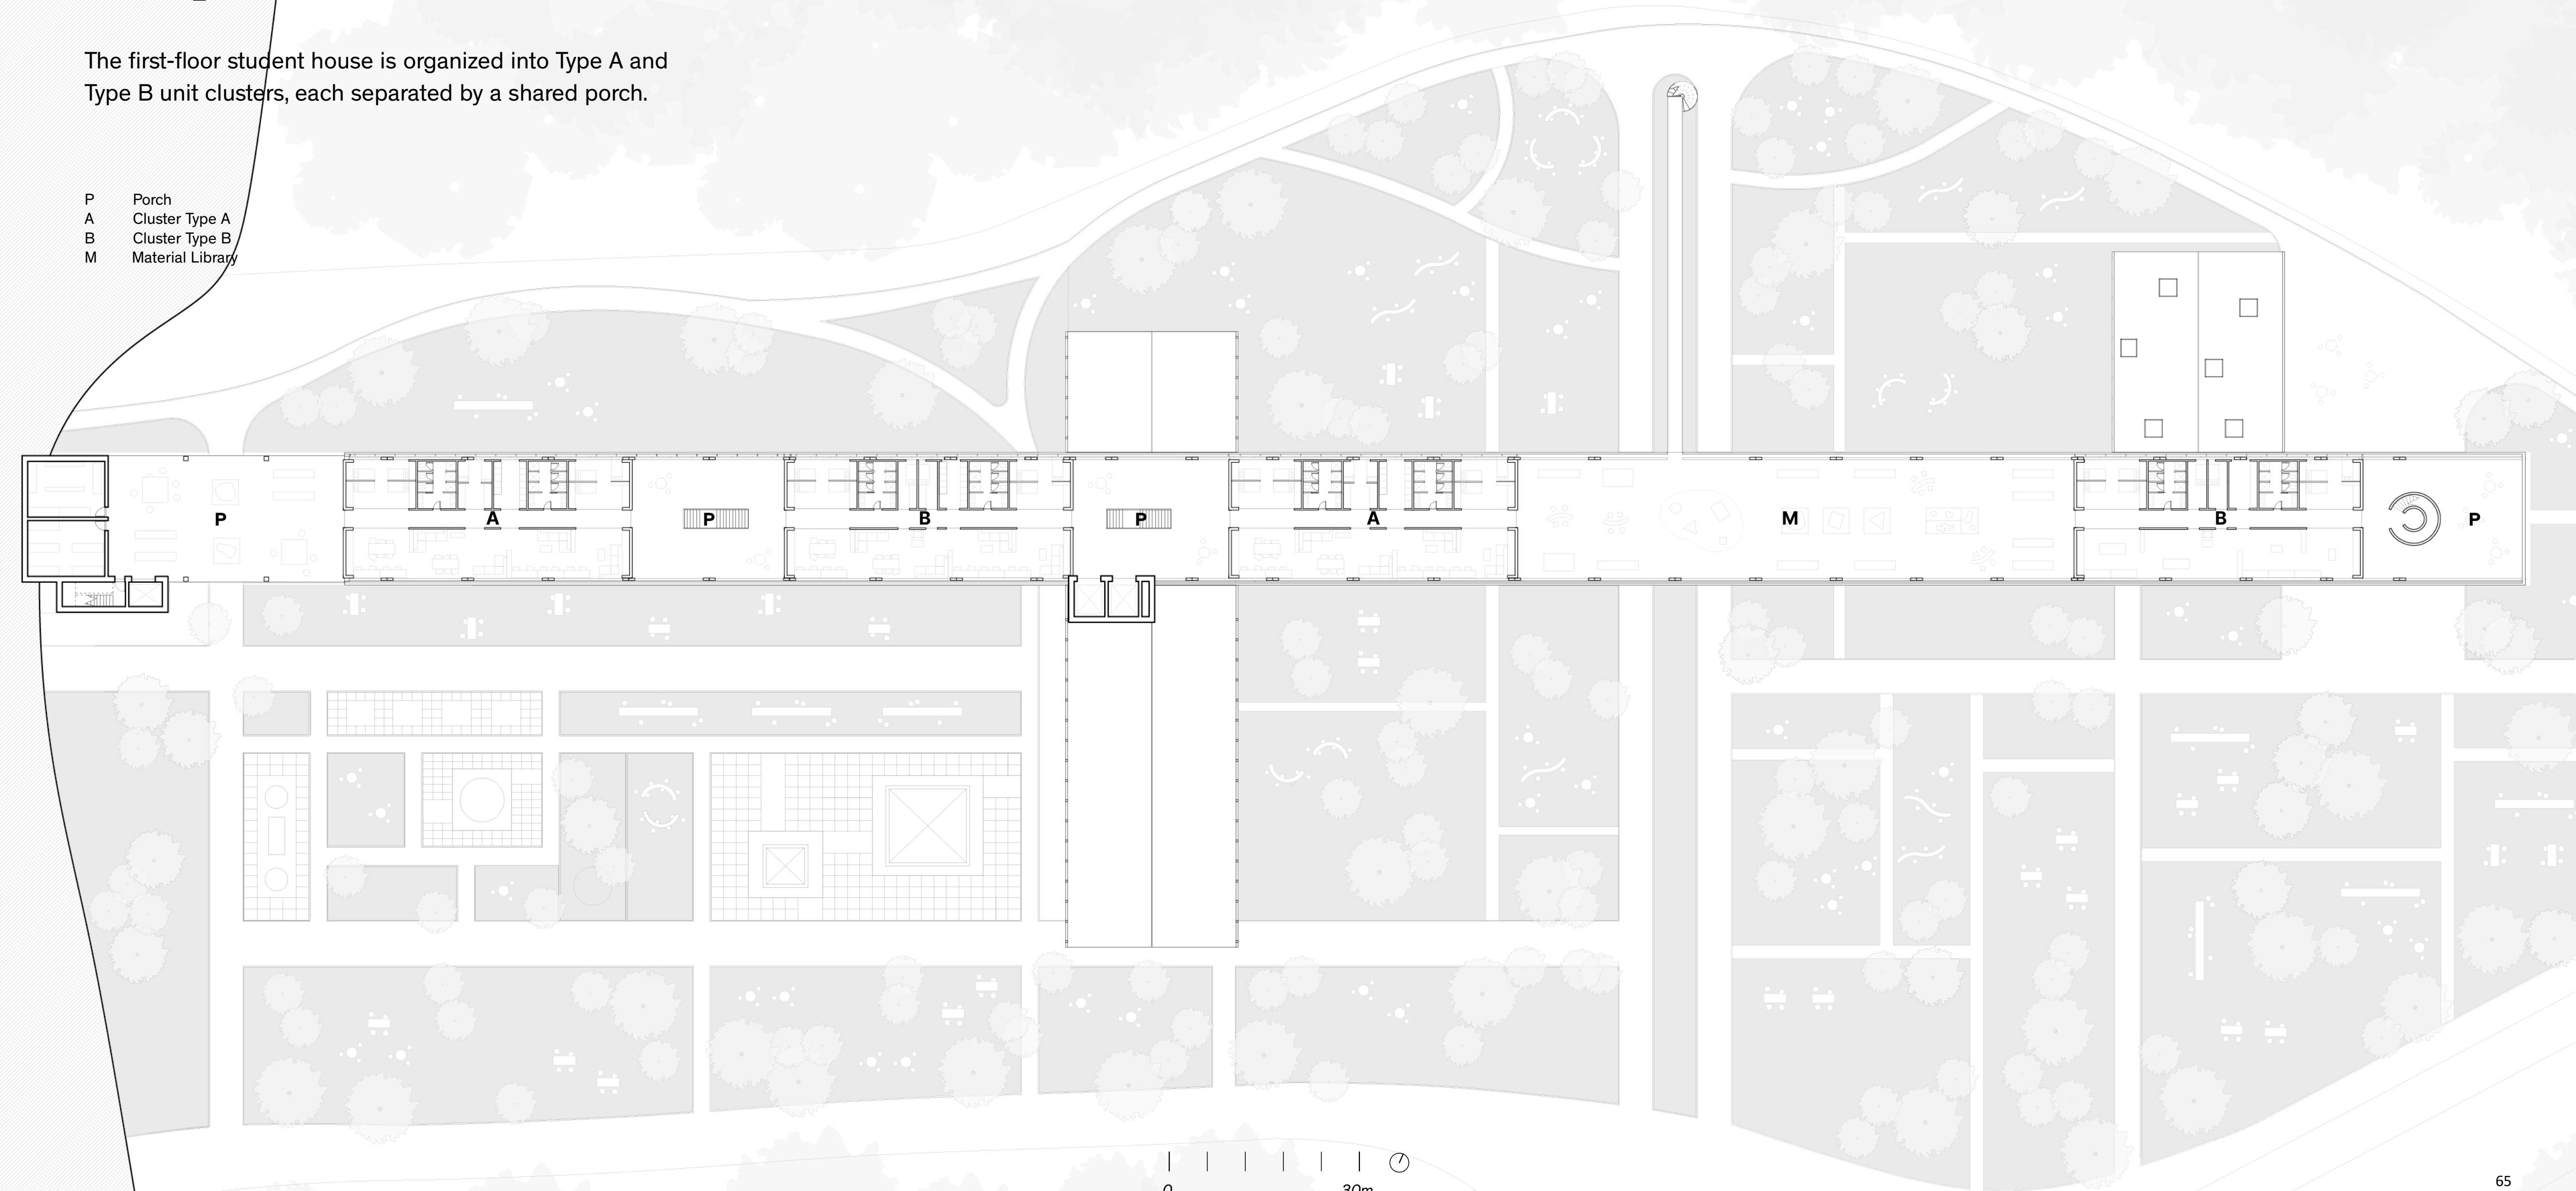 The first-floor student house is organized into Type A and
Type B unit clusters, each separated by a shared porch.
P Porch
A Cluster Type A
B Cluster Type B
M Material Library
P A P B P A M B P
0 30m
65